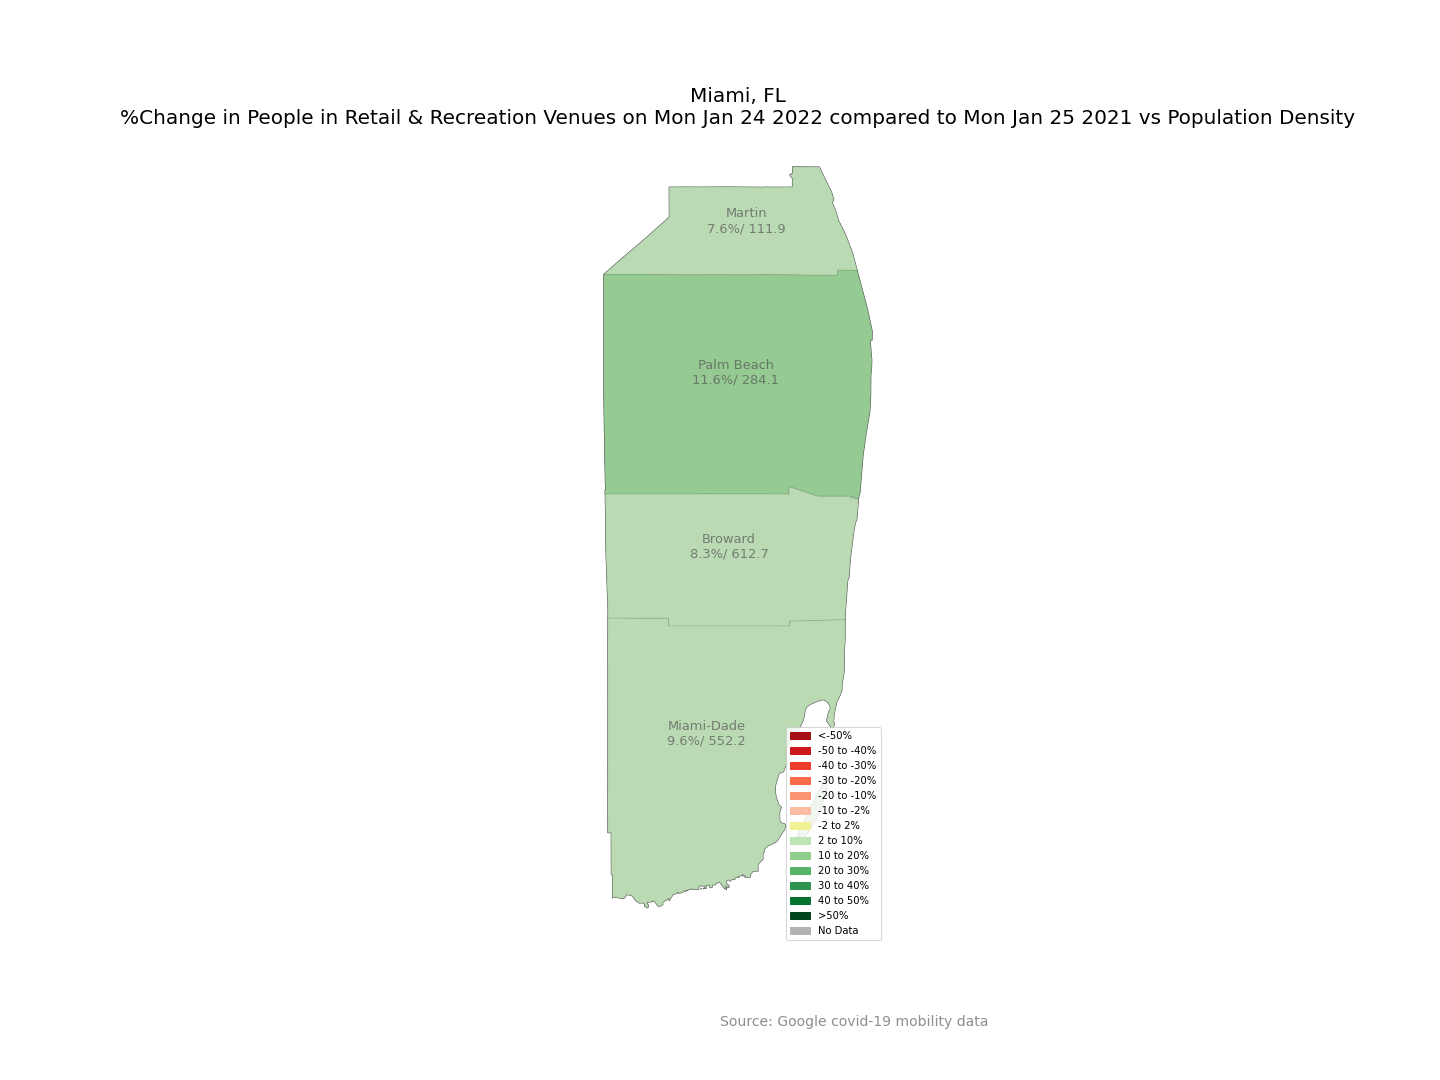 Miami, FL
%Change in People in Retail & Recreation Venues on Mon Jan 24 2022 compared to Mon Jan 25 2021 vs Population Density
Martin
7.6%/ 111.9
Palm Beach
11.6%/ 284.1
Broward
8.3%/ 612.7
Miami-Dade
9.6%/ 552.2
<-50%
-50 to -40%
-40 to -30%
-30 to -20%
-20 to -10%
-10 to -2%
-2 to 2%
2 to 10%
10 to 20%
20 to 30%
30 to 40%
40 to 50%
>50%
No Data
Source: Google covid-19 mobility data